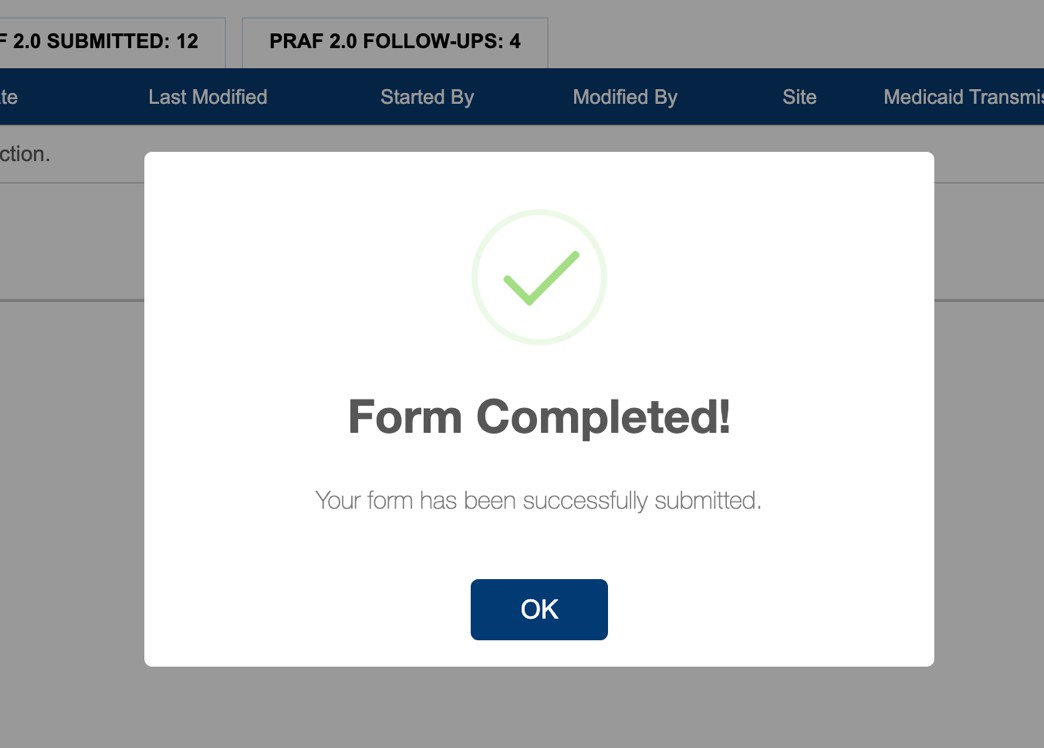 F 2.0 SUBMITTED: 12 PRAF 2.0 FOLLOW-UPS: 4
te Last Modified Started By Modified By Site Medicaid Transmis
ction.
Form Completed!
Your form has been successfully submitted.
OK